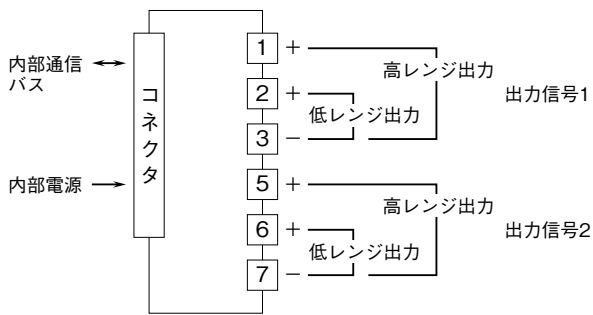 内部通信
バス
内部電源
コネクタ
1 +
2 +
3 −
5 +
6 +
7 −
高レンジ出力
低レンジ出力
出力信号1
高レンジ出力
低レンジ出力
出力信号2